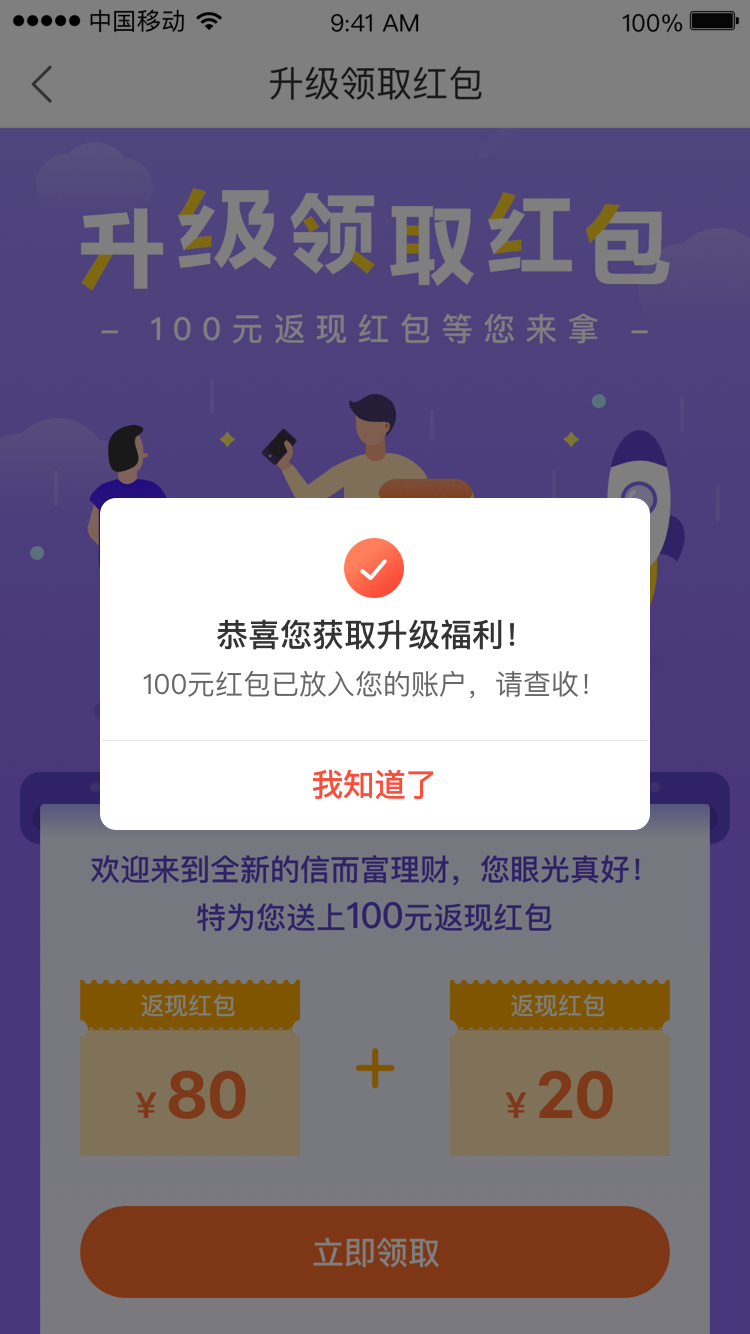 中国移动 9:41 AM 100%
升级领取红包
升级领取红包
– 100元返现红包等您来拿 –
恭喜您获取升级福利！
100元红包已放入您的账户，请查收！
我知道了
欢迎来到全新的信而富理财，您眼光真好！
特为您送上100元返现红包
返现红包 返现红包
¥80 + ¥20
立即领取